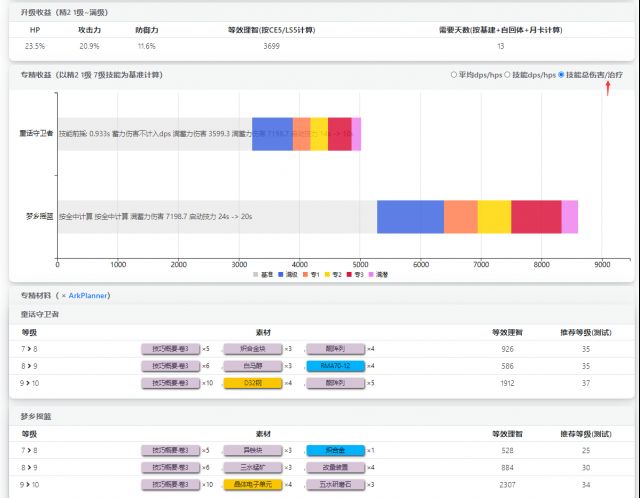 升级收益（精2 1级~满级）
HP 攻击力 防御力 等效理智(按CE5/LS5计算) 需要天数(按基建+自回体+月卡计算)
23.5% 20.9% 11.6% 3699 13
专精收益（以精2 1级 7级技能为基准计算） 平均dps/hps 技能dps/hps 技能总伤害/治疗
童话守卫者 技能前摇: 0.933s 蓄力伤害不计入dps 满蓄力伤害 3599.3 满蓄力伤害 7198.7 启动技力 14s -> 10s
梦乡摇篮 按全中计算 按全中计算 满蓄力伤害 7198.7 启动技力 24s -> 20s
0 1000 2000 3000 4000 5000 6000 7000 8000 9000
基准 满级 专1 专2 专3 满潜
专精材料（ × ArkPlanner）
童话守卫者
等级 素材 等效理智 推荐等级(测试)
7 > 8 技巧概要·卷3 ×5 , 炽合金块 ×3 , 酮阵列 ×4 926 35
8 > 9 技巧概要·卷3 ×6 , 白马醇 ×3 , RMA70-12 ×4 586 35
9 > 10 技巧概要·卷3 ×10 , D32钢 ×4 , 酮阵列 ×5 1912 37
梦乡摇篮
等级 素材 等效理智 推荐等级(测试)
7 > 8 技巧概要·卷3 ×5 , 异铁块 ×3 , 炽合金 ×1 528 25
8 > 9 技巧概要·卷3 ×6 , 三水锰矿 ×3 , 改量装置 ×4 884 30
9 > 10 技巧概要·卷3 ×10 , 晶体电子单元 ×4 , 五水研磨石 ×3 2307 34